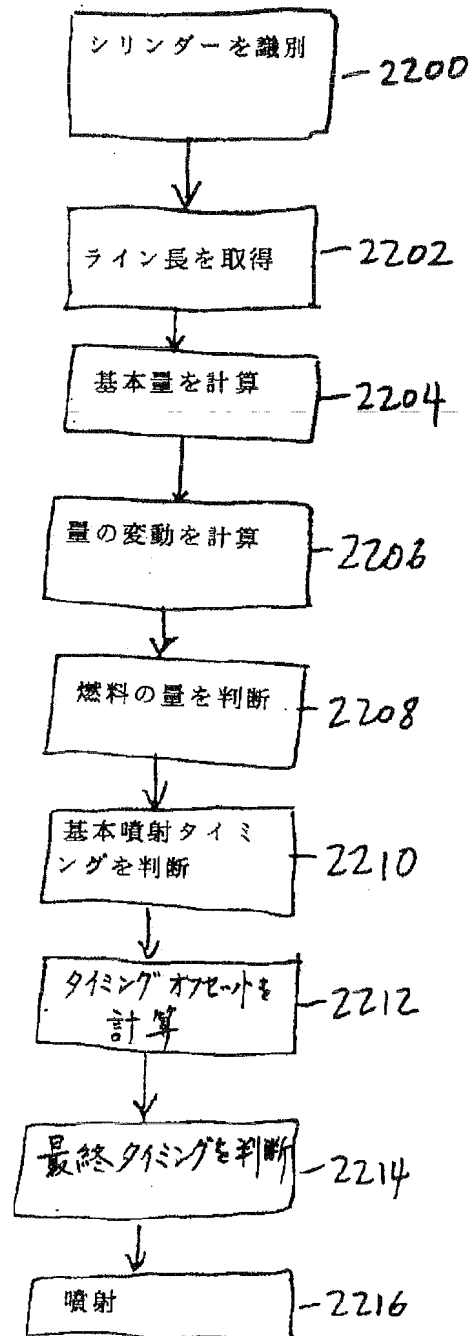 シリンダーを識別
2200
ライン長を取得
2202
基本量を計算
2204
量の変動を計算
2206
燃料の量を判断
2208
基本噴射タイミ
ングを判断
2210
タイミングオフセットを
計算
2212
最終タイミングを判断
2214
噴射
2216